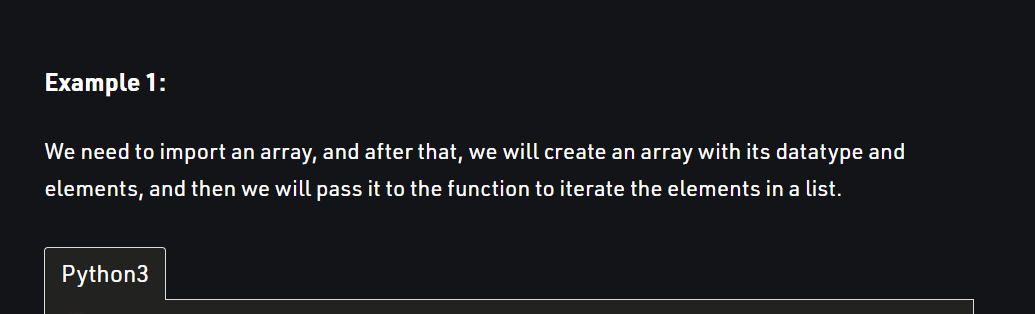 Example 1:
We need to import an array, and after that, we will create an array with its datatype and
elements, and then we will pass it to the function to iterate the elements in a list.
Python3